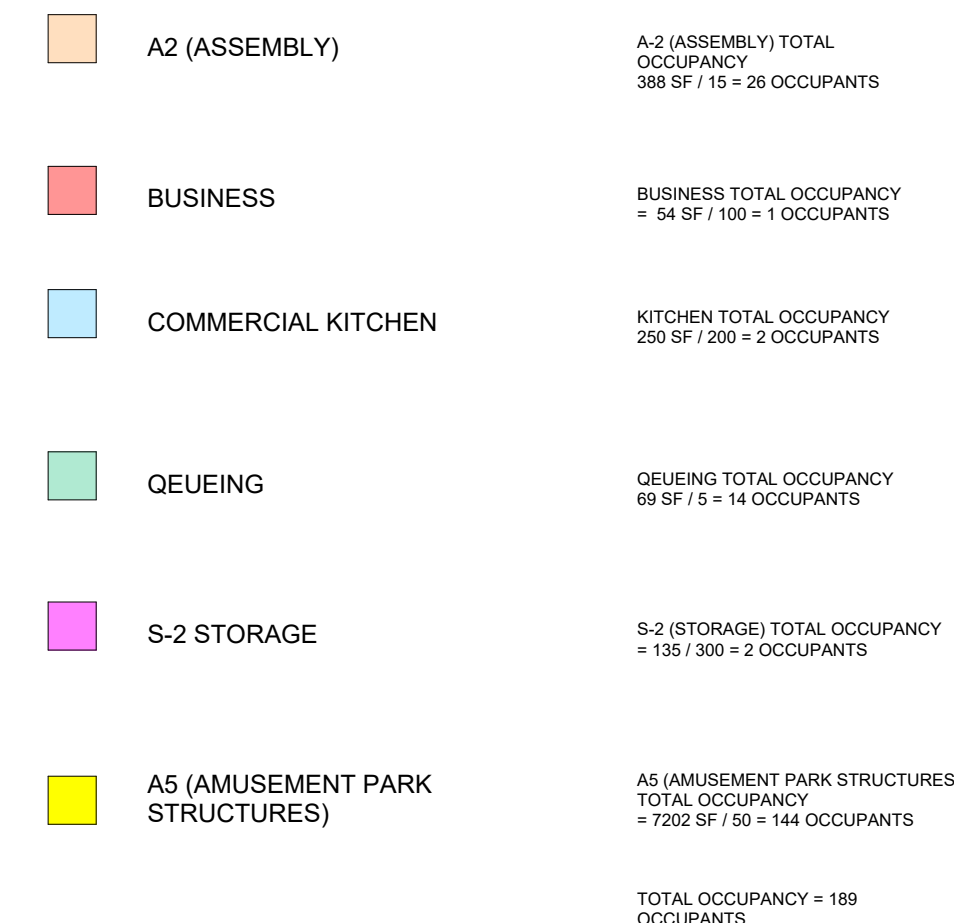 A2 (ASSEMBLY)
A-2 (ASSEMBLY) TOTAL
OCCUPANCY
388 SF / 15 = 26 OCCUPANTS
BUSINESS
BUSINESS TOTAL OCCUPANCY
= 54 SF / 100 = 1 OCCUPANTS
COMMERCIAL KITCHEN
KITCHEN TOTAL OCCUPANCY
250 SF / 200 = 2 OCCUPANTS
QEUEING
QEUEING TOTAL OCCUPANCY
69 SF / 5 = 14 OCCUPANTS
S-2 STORAGE
S-2 (STORAGE) TOTAL OCCUPANCY
= 135 / 300 = 2 OCCUPANTS
A5 (AMUSEMENT PARK
STRUCTURES)
A5 (AMUSEMENT PARK STRUCTURES
TOTAL OCCUPANCY
= 7202 SF / 50 = 144 OCCUPANTS
TOTAL OCCUPANCY = 189
OCCUPANTS